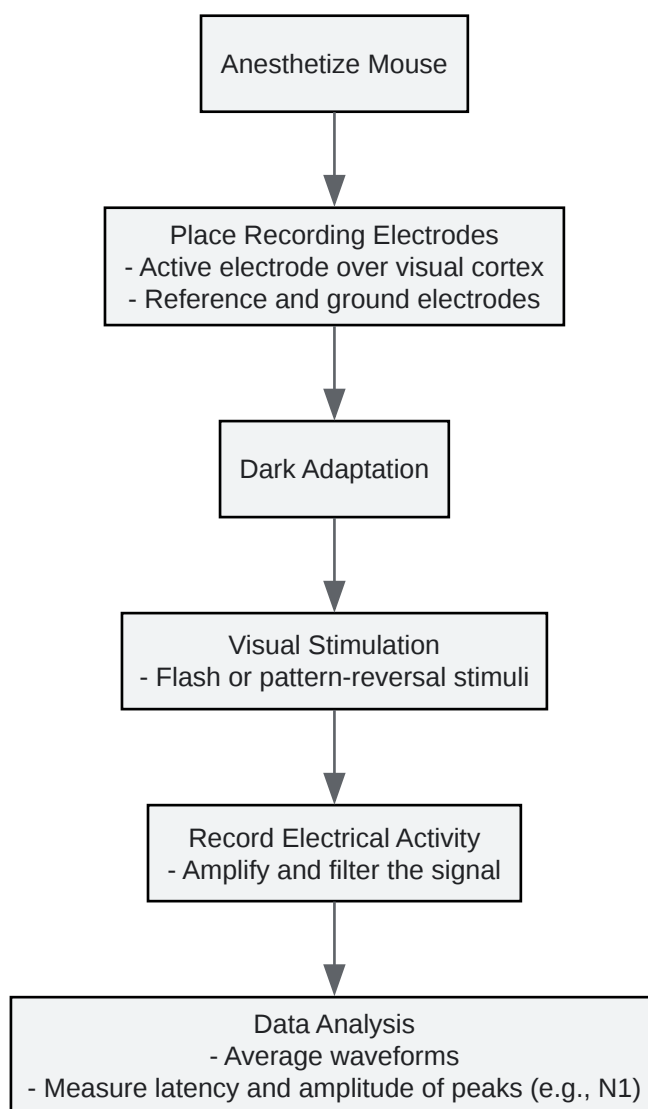 Anesthetize Mouse
Place Recording Electrodes
- Active electrode over visual cortex
- Reference and ground electrodes
Dark Adaptation
Visual Stimulation
- Flash or pattern-reversal stimuli
Record Electrical Activity
- Amplify and filter the signal
Data Analysis
- Average waveforms
- Measure latency and amplitude of peaks (e.g., N1)